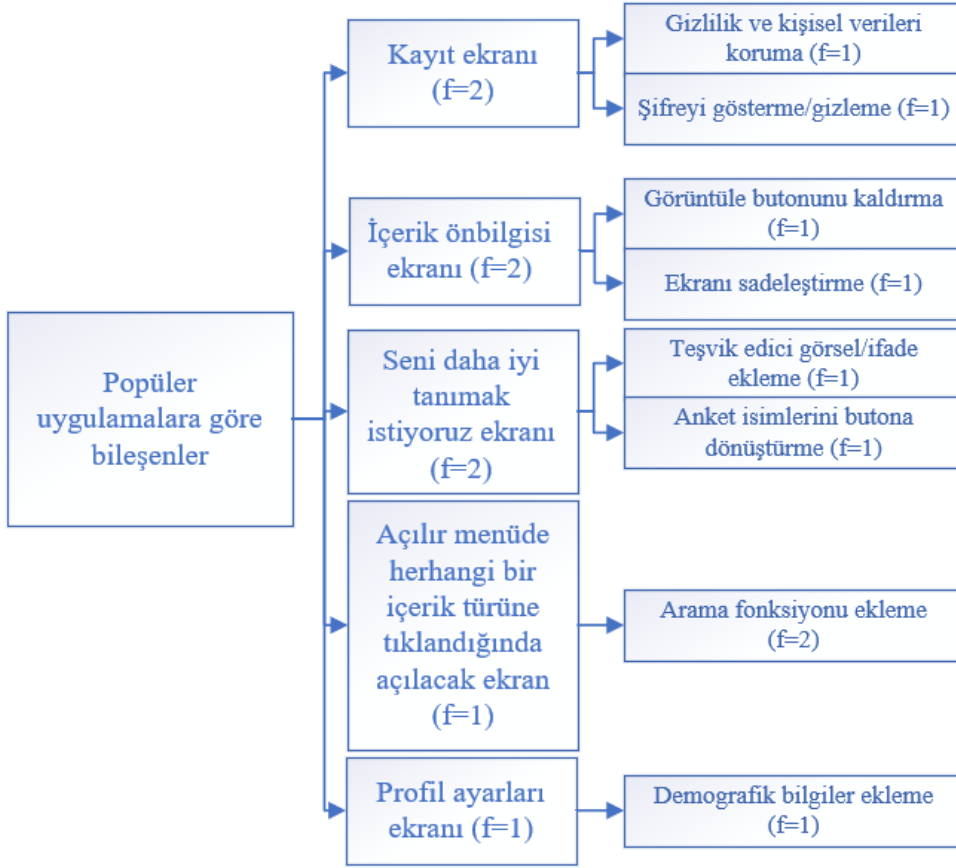 Popüler
uygulamalara göre
bileşenler
Kayıt ekranı
(f=2)
Gizlilik ve kişisel verileri
koruma (f=1)
Şifreyi gösterme/gizleme (f=1)
İçerik önbilgisi
ekranı (f=2)
Görüntüle butonunu kaldırma
(f=1)
Ekranı sadeleştirme (f=1)
Seni daha iyi
tanımak
istiyoruz ekranı
(f=2)
Teşvik edici görsel/ifade
ekleme (f=1)
Anket isimlerini butona
dönüştürme (f=1)
Açılır menüde
herhangi bir
içerik türüne
tıklandığında
açılacak ekran
(f=1)
Arama fonksiyonu ekleme
(f=2)
Profil ayarları
ekranı (f=1)
Demografik bilgiler ekleme
(f=1)